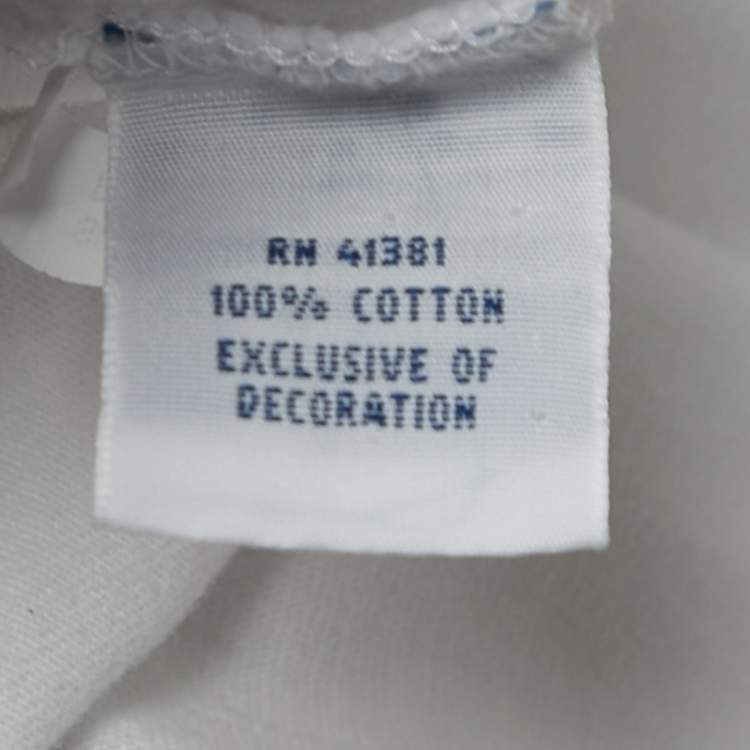 RN 41381
100% COTTON
EXCLUSIVE OF
DECORATION